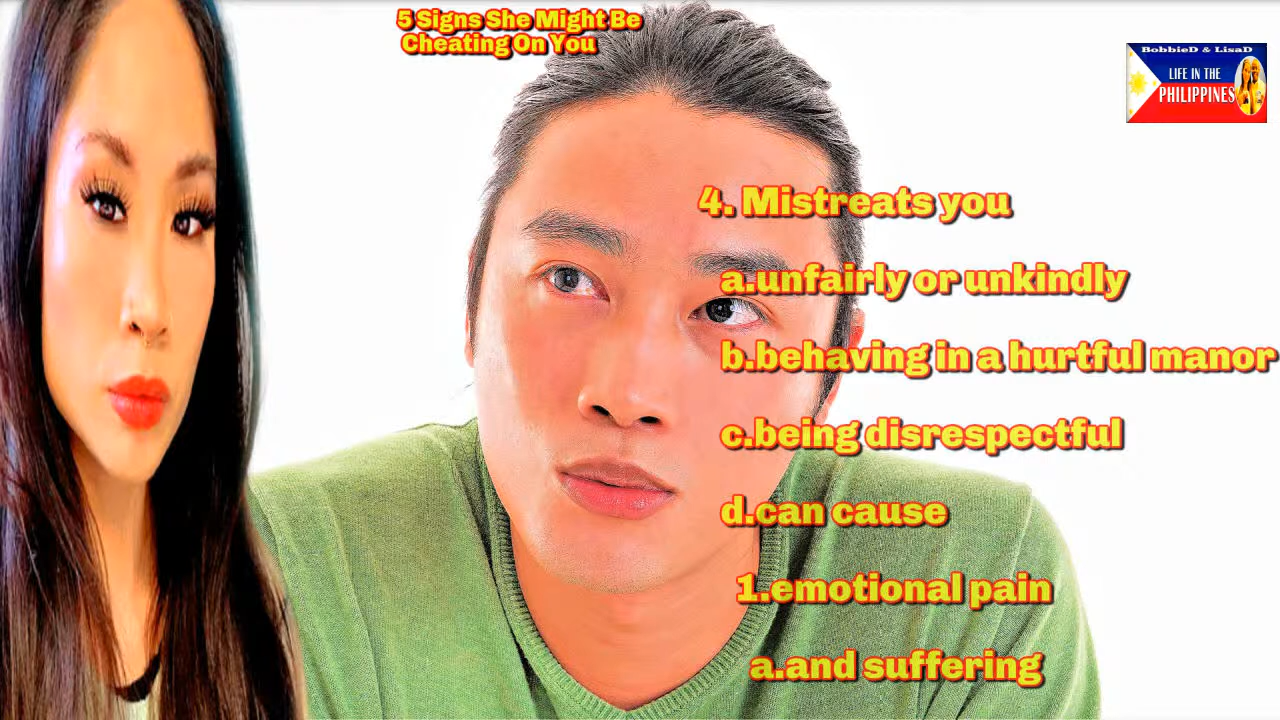 5 Signs She Might Be
Cheating On You
BobbieD & LisaD
LIFE IN THE
PHILIPPINES
4. Mistreats you
a.unfairly or unkindly
b.behaving in a hurtful manor
c.being disrespectful
d.can cause
1.emotional pain
a.and suffering